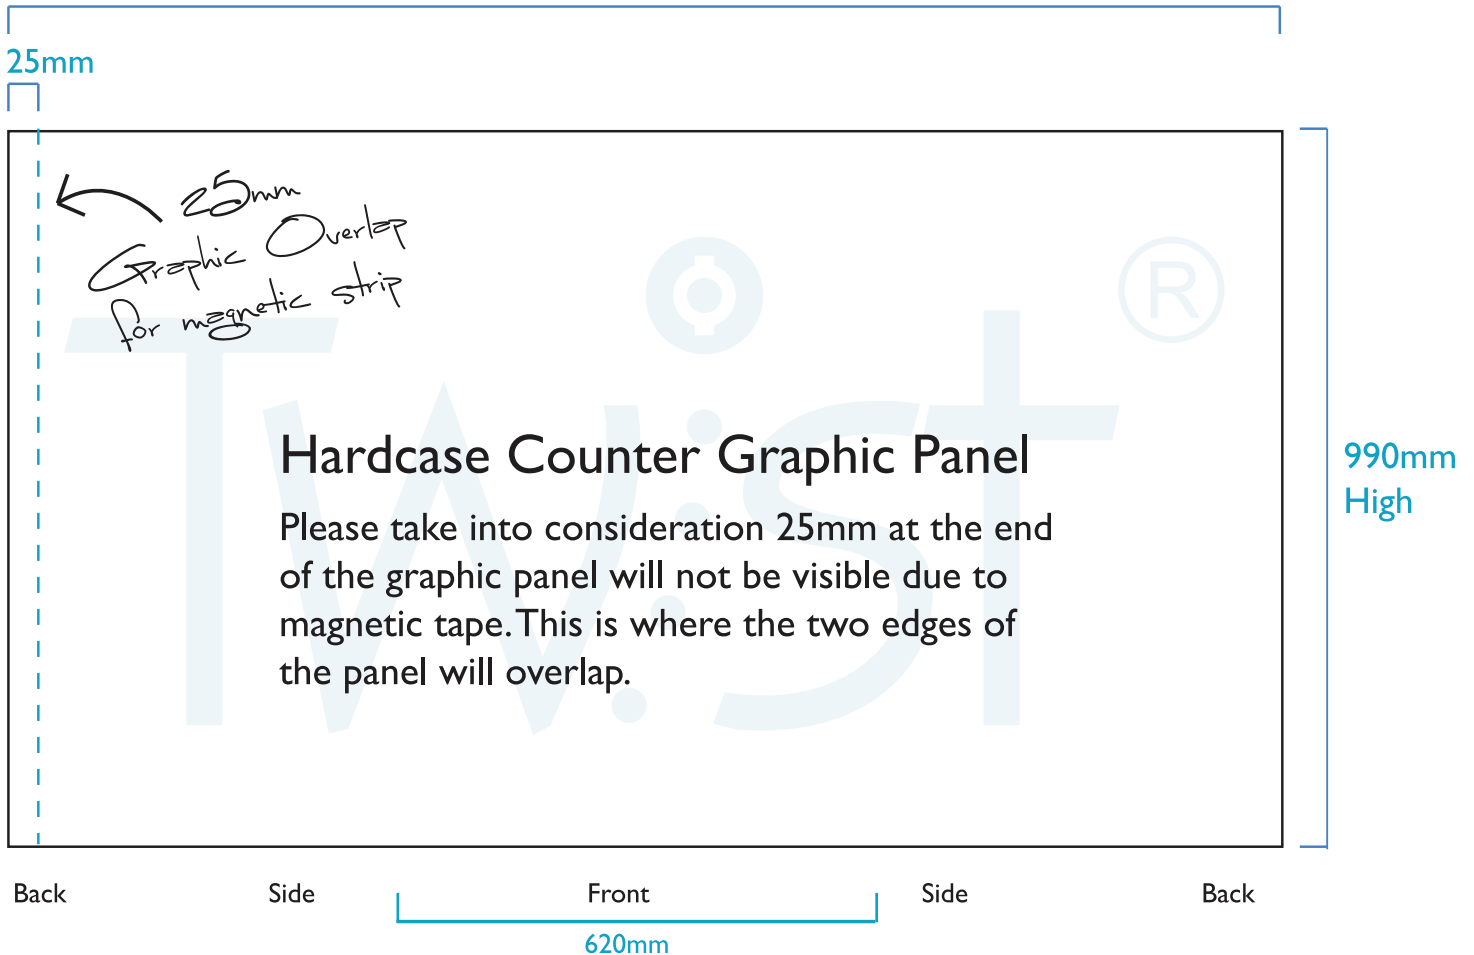 25mm
25mm
Graphic Overlap
for magnetic strip
Twist®
Hardcase Counter Graphic Panel
Please take into consideration 25mm at the end
of the graphic panel will not be visible due to
magnetic tape. This is where the two edges of
the panel will overlap.
990mm
High
Back Side Front Side Back
620mm